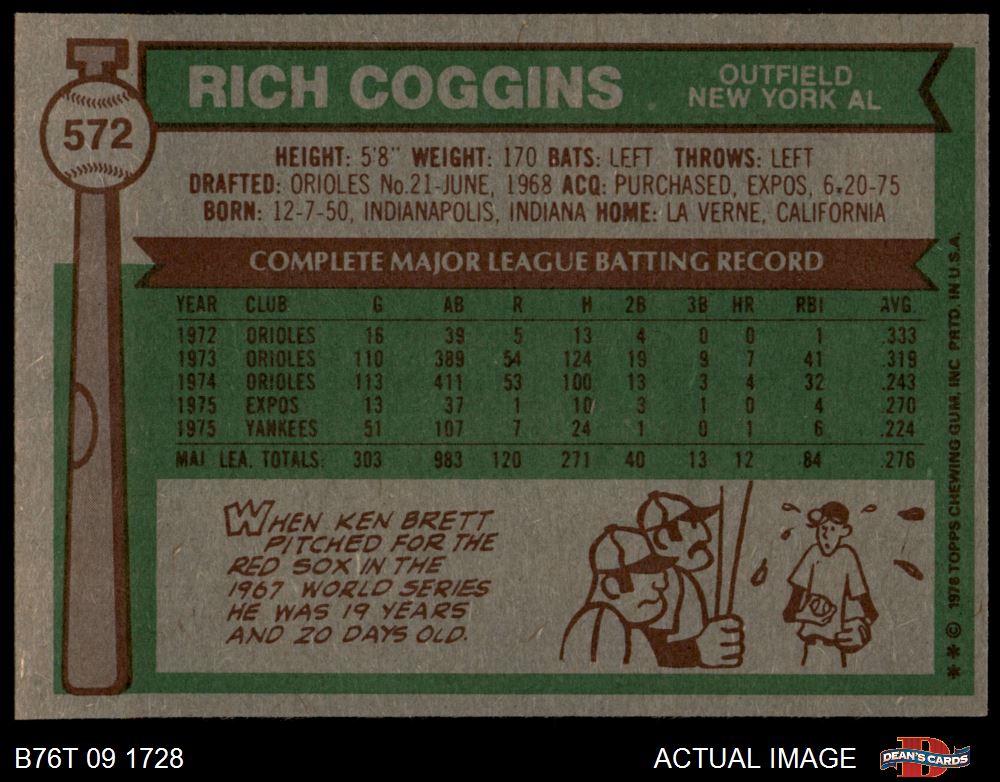 572
RICH COGGINS
OUTFIELD
NEW YORK AL
HEIGHT: 5'8" WEIGHT: 170 BATS: LEFT THROWS: LEFT
DRAFTED: ORIOLES No.21-JUNE, 1968 ACQ: PURCHASED, EXPOS, 6-20-75
BORN: 12-7-50, INDIANAPOLIS, INDIANA HOME: LA VERNE, CALIFORNIA
COMPLETE MAJOR LEAGUE BATTING RECORD
YEAR CLUB G AB R H 2B 3B HR RBI AVG.
1972 ORIOLES 16 39 5 13 4 0 0 1 .333
1973 ORIOLES 110 389 54 124 19 9 7 41 .319
1974 ORIOLES 113 411 53 100 13 3 4 32 .243
1975 EXPOS 13 37 1 10 3 1 0 4 .270
1975 YANKEES 51 107 7 24 1 0 1 6 .224
MAJ. LEA. TOTALS: 303 983 120 271 40 13 12 84 .276
WHEN KEN BRETT
PITCHED FOR THE
RED SOX IN THE
1967 WORLD SERIES
HE WAS 19 YEARS
AND 20 DAYS OLD.
* * © 1976 TOPPS CHEWING GUM, INC. PRTD. IN U.S.A.
B76T 09 1728
ACTUAL IMAGE
DEAN'S CARDS